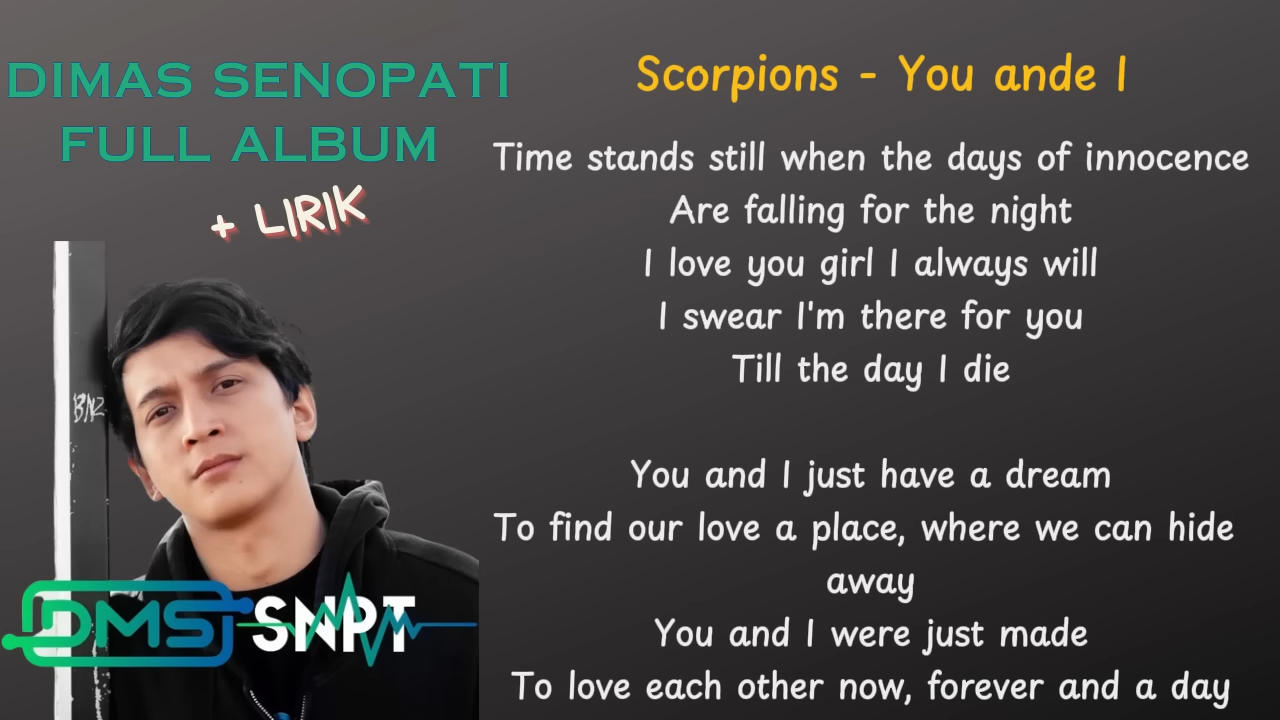 DIMAS SENOPATI
FULL ALBUM
+ LIRIK
BNZ
DMS SNPT
Scorpions - You ande I
Time stands still when the days of innocence
Are falling for the night
I love you girl I always will
I swear I'm there for you
Till the day I die
You and I just have a dream
To find our love a place, where we can hide
away
You and I were just made
To love each other now, forever and a day